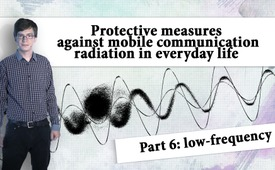 Protective measures
against mobile communication
radiation in everyday life
Part 6: low-frequency